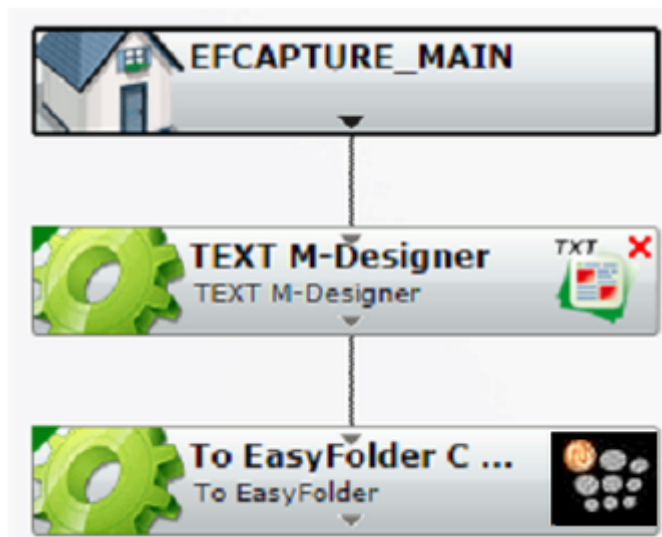 EFCAPTURE_MAIN
TEXT M-Designer
TXT
TEXT M-Designer
To EasyFolder C ...
To EasyFolder